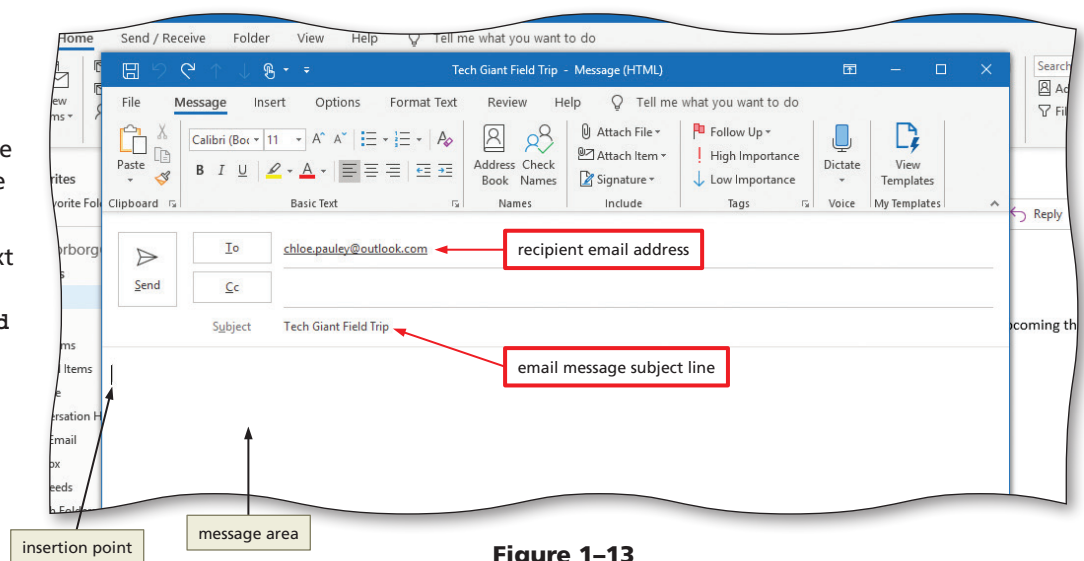 Home Send / Receive Folder View Help Tell me what you want to do
Tech Giant Field Trip - Message (HTML)
Search
File Message Insert Options Format Text Review Help Tell me what you want to do
Calibri (Boc 11
Attach File
Follow Up
Attach Item
High Importance
Paste
B I U A
Address Book
Check Names
Signature
Low Importance
Dictate
View Templates
Clipboard Basic Text Names Include Tags Voice My Templates
Reply
To chloe.pauley@outlook.com
recipient email address
Send
Cc
Subject Tech Giant Field Trip
email message subject line
Items
Email
insertion point
message area
Figure 1–13